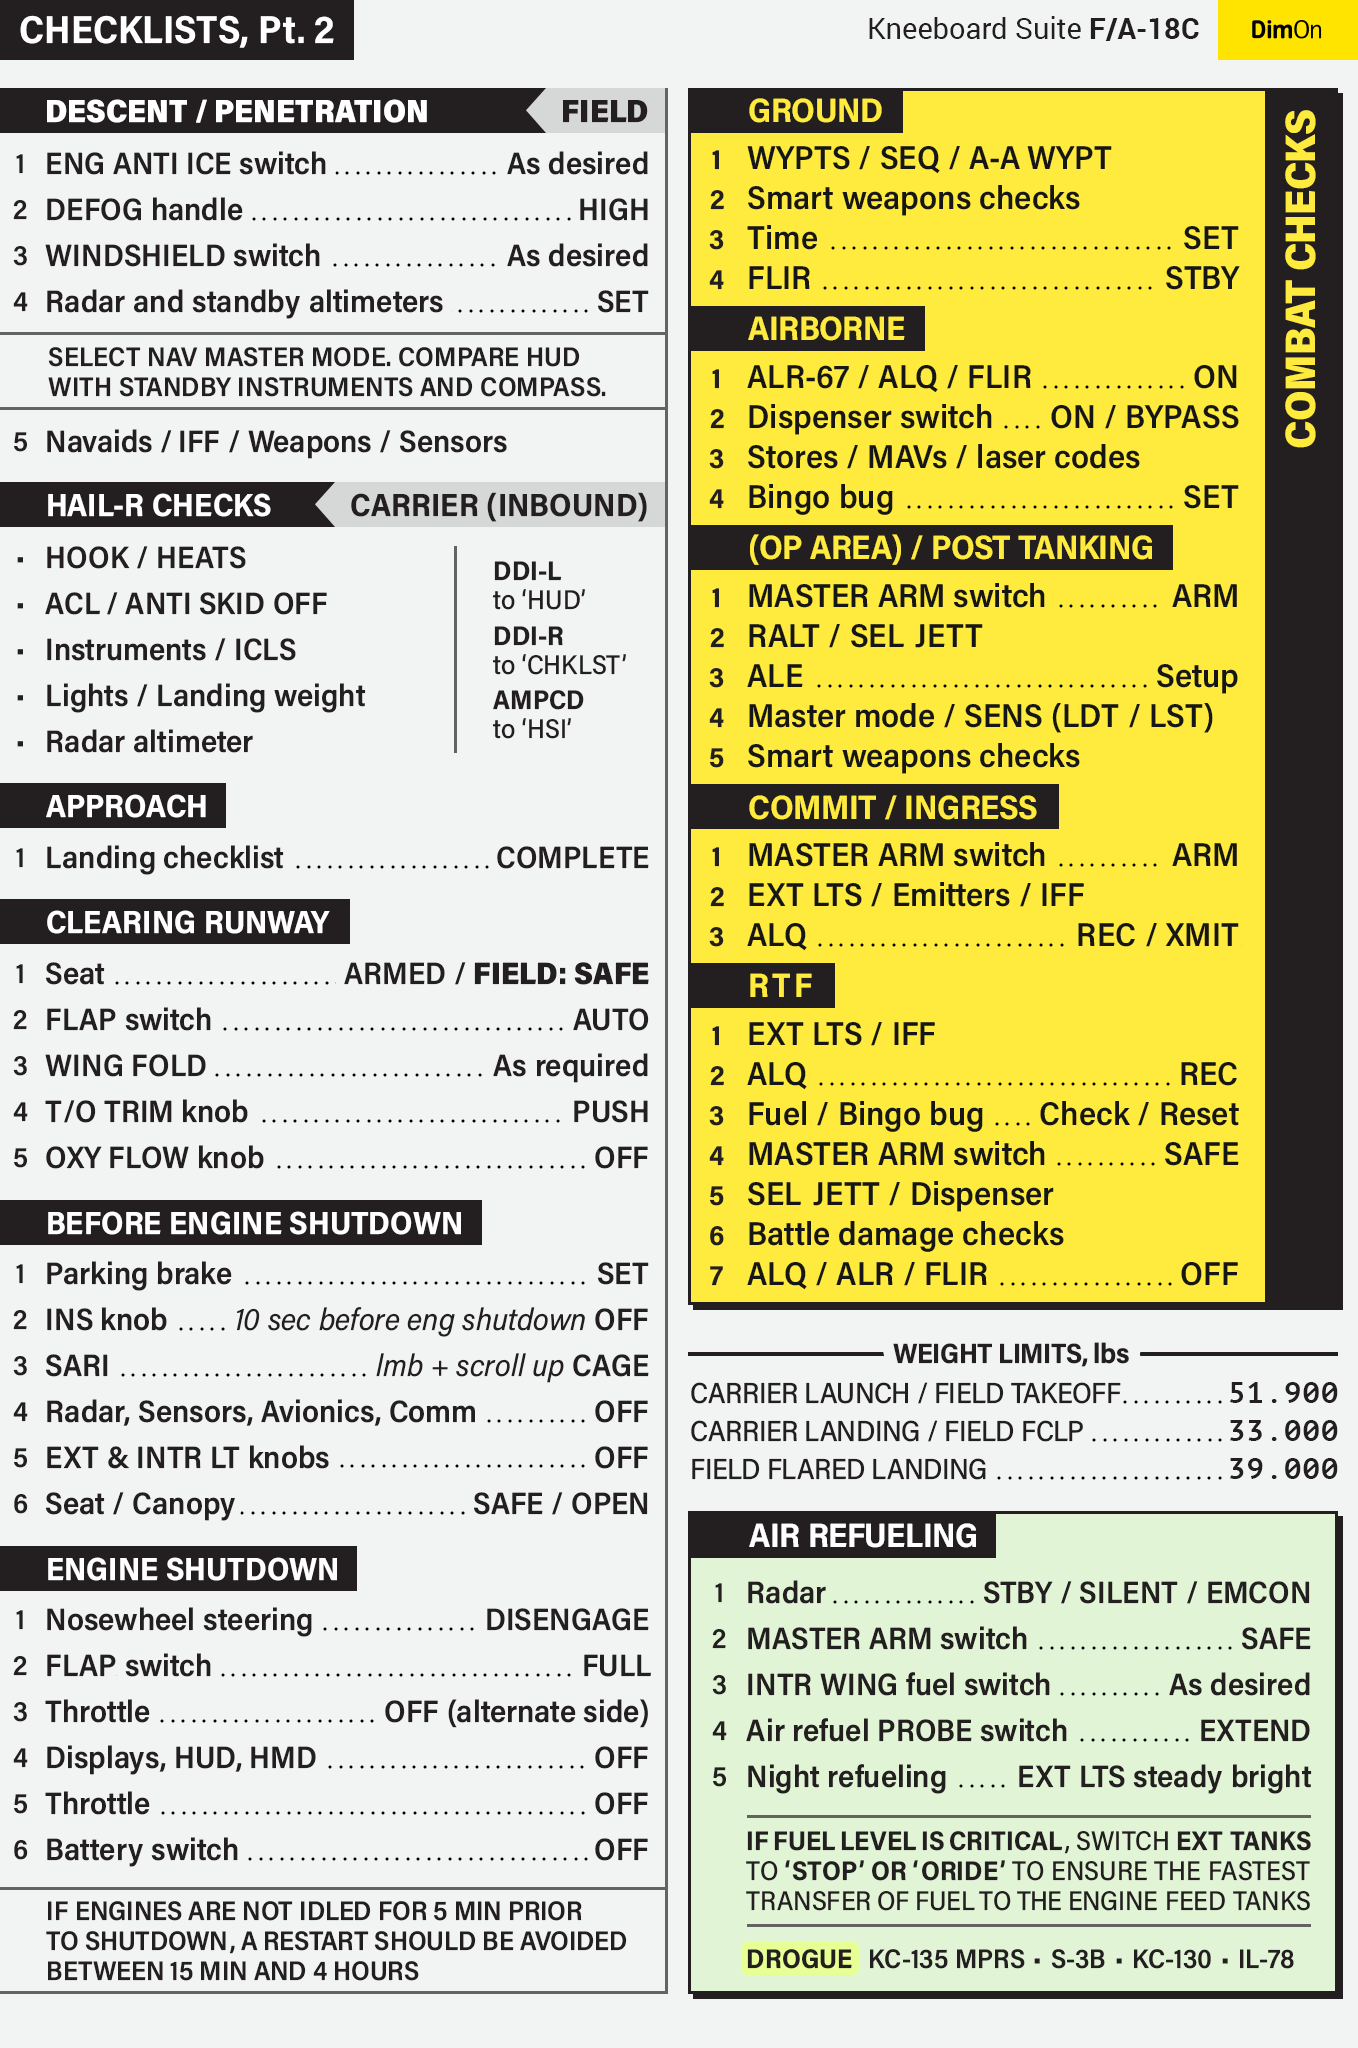 CHECKLISTS, Pt. 2
Kneeboard Suite F/A-18C
DimOn
DESCENT / PENETRATION FIELD
1 ENG ANTI ICE switch ............... As desired
2 DEFOG handle ............................... HIGH
3 WINDSHIELD switch ................ As desired
4 Radar and standby altimeters ............. SET
SELECT NAV MASTER MODE. COMPARE HUD
WITH STANDBY INSTRUMENTS AND COMPASS.
5 Navaids / IFF / Weapons / Sensors
HAIL-R CHECKS CARRIER (INBOUND)
▪ HOOK / HEATS
▪ ACL / ANTI SKID OFF
▪ Instruments / ICLS
▪ Lights / Landing weight
▪ Radar altimeter
DDI-L
to ‘HUD’
DDI-R
to ‘CHKLST’
AMPCD
to ‘HSI’
APPROACH
1 Landing checklist ................... COMPLETE
CLEARING RUNWAY
1 Seat ..................... ARMED / FIELD: SAFE
2 FLAP switch ................................. AUTO
3 WING FOLD .......................... As required
4 T/O TRIM knob ............................. PUSH
5 OXY FLOW knob .............................. OFF
BEFORE ENGINE SHUTDOWN
1 Parking brake ................................. SET
2 INS knob ..... 10 sec before eng shutdown OFF
3 SARI ........................ lmb + scroll up CAGE
4 Radar, Sensors, Avionics, Comm .......... OFF
5 EXT & INTR LT knobs ........................ OFF
6 Seat / Canopy...................... SAFE / OPEN
ENGINE SHUTDOWN
1 Nosewheel steering ............... DISENGAGE
2 FLAP switch .................................. FULL
3 Throttle ..................... OFF (alternate side)
4 Displays, HUD, HMD ......................... OFF
5 Throttle ......................................... OFF
6 Battery switch ................................. OFF
IF ENGINES ARE NOT IDLED FOR 5 MIN PRIOR
TO SHUTDOWN, A RESTART SHOULD BE AVOIDED
BETWEEN 15 MIN AND 4 HOURS
COMBAT CHECKS
GROUND
1 WYPTS / SEQ / A-A WYPT
2 Smart weapons checks
3 Time ................................. SET
4 FLIR ................................ STBY
AIRBORNE
1 ALR-67 / ALQ / FLIR .............. ON
2 Dispenser switch .... ON / BYPASS
3 Stores / MAVs / laser codes
4 Bingo bug .......................... SET
(OP AREA) / POST TANKING
1 MASTER ARM switch .......... ARM
2 RALT / SEL JETT
3 ALE ................................ Setup
4 Master mode / SENS (LDT / LST)
5 Smart weapons checks
COMMIT / INGRESS
1 MASTER ARM switch .......... ARM
2 EXT LTS / Emitters / IFF
3 ALQ ........................ REC / XMIT
RTF
1 EXT LTS / IFF
2 ALQ .................................. REC
3 Fuel / Bingo bug .... Check / Reset
4 MASTER ARM switch .......... SAFE
5 SEL JETT / Dispenser
6 Battle damage checks
7 ALQ / ALR / FLIR ................. OFF
WEIGHT LIMITS, lbs
CARRIER LAUNCH / FIELD TAKEOFF.......... 51.900
CARRIER LANDING / FIELD FCLP ............. 33.000
FIELD FLARED LANDING ...................... 39.000
AIR REFUELING
1 Radar .............. STBY / SILENT / EMCON
2 MASTER ARM switch ................... SAFE
3 INTR WING fuel switch .......... As desired
4 Air refuel PROBE switch ........... EXTEND
5 Night refueling ..... EXT LTS steady bright
IF FUEL LEVEL IS CRITICAL, SWITCH EXT TANKS
TO ‘STOP’ OR ‘ORIDE’ TO ENSURE THE FASTEST
TRANSFER OF FUEL TO THE ENGINE FEED TANKS
DROGUE KC-135 MPRS ▪ S-3B ▪ KC-130 ▪ IL-78